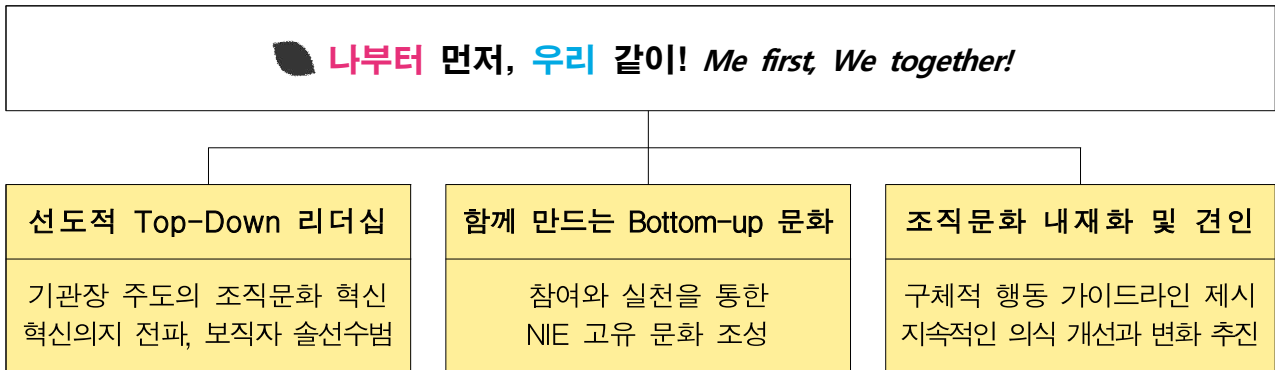 나부터 먼저, 우리 같이! Me first, We together!
선도적 Top-Down 리더십
기관장 주도의 조직문화 혁신
혁신의지 전파, 보직자 솔선수범
함께 만드는 Bottom-up 문화
참여와 실천을 통한
NIE 고유 문화 조성
조직문화 내재화 및 견인
구체적 행동 가이드라인 제시
지속적인 의식 개선과 변화 추진